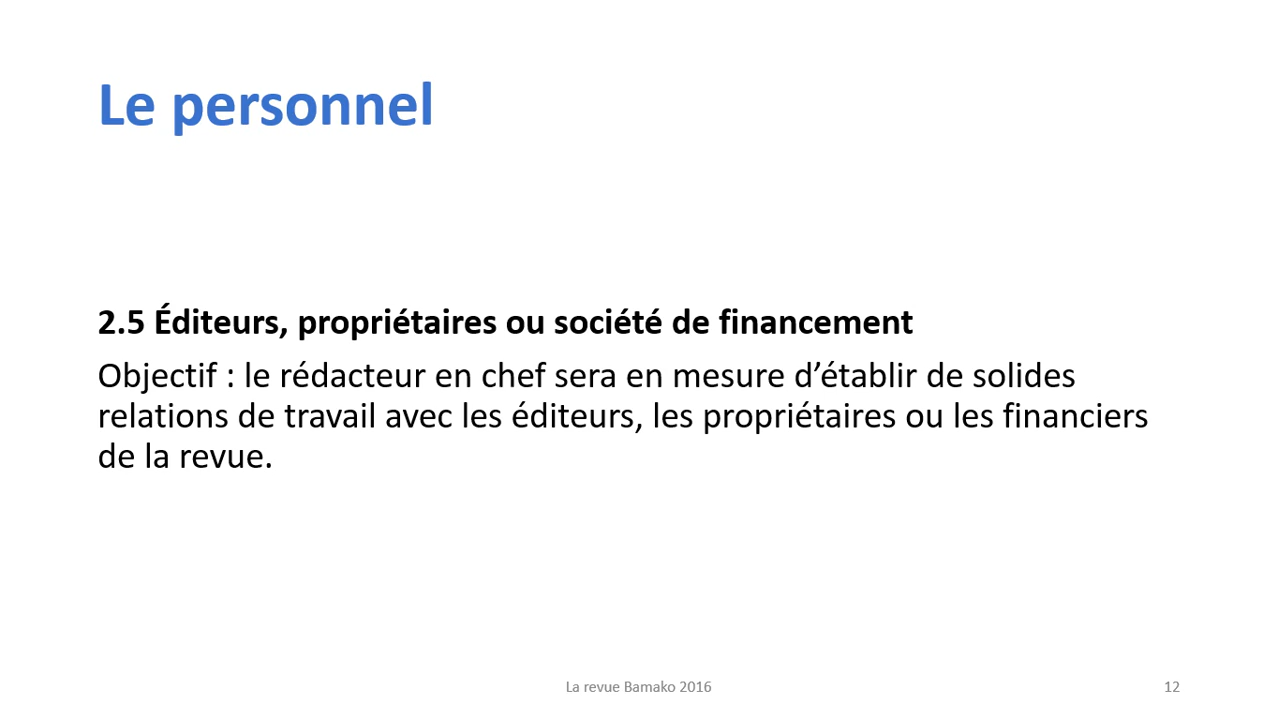 Le personnel
2.5 Éditeurs, propriétaires ou société de financement
Objectif : le rédacteur en chef sera en mesure d’établir de solides
relations de travail avec les éditeurs, les propriétaires ou les financiers
de la revue.
La revue Bamako 2016
12